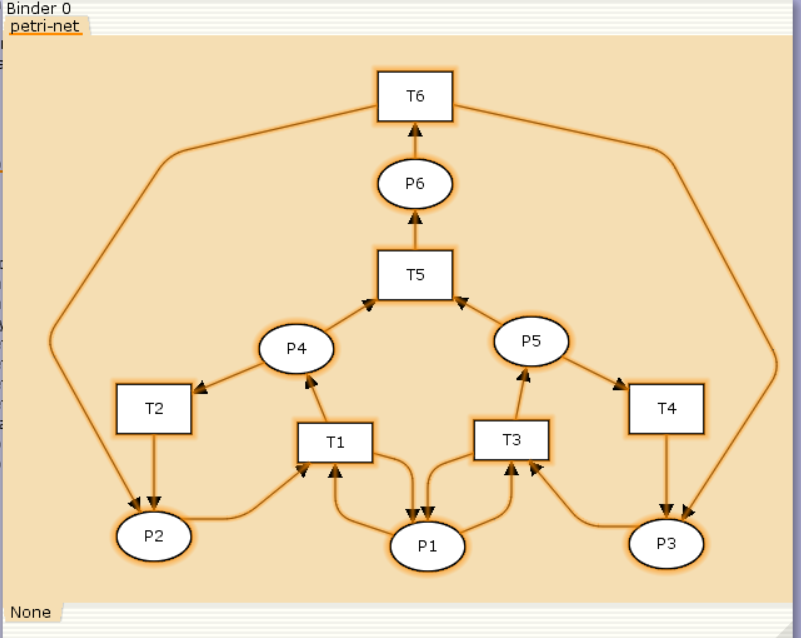 Binder 0
petri-net
T6
P6
T5
P5
P4
T2
T4
T1
T3
P2
P1
P3
None